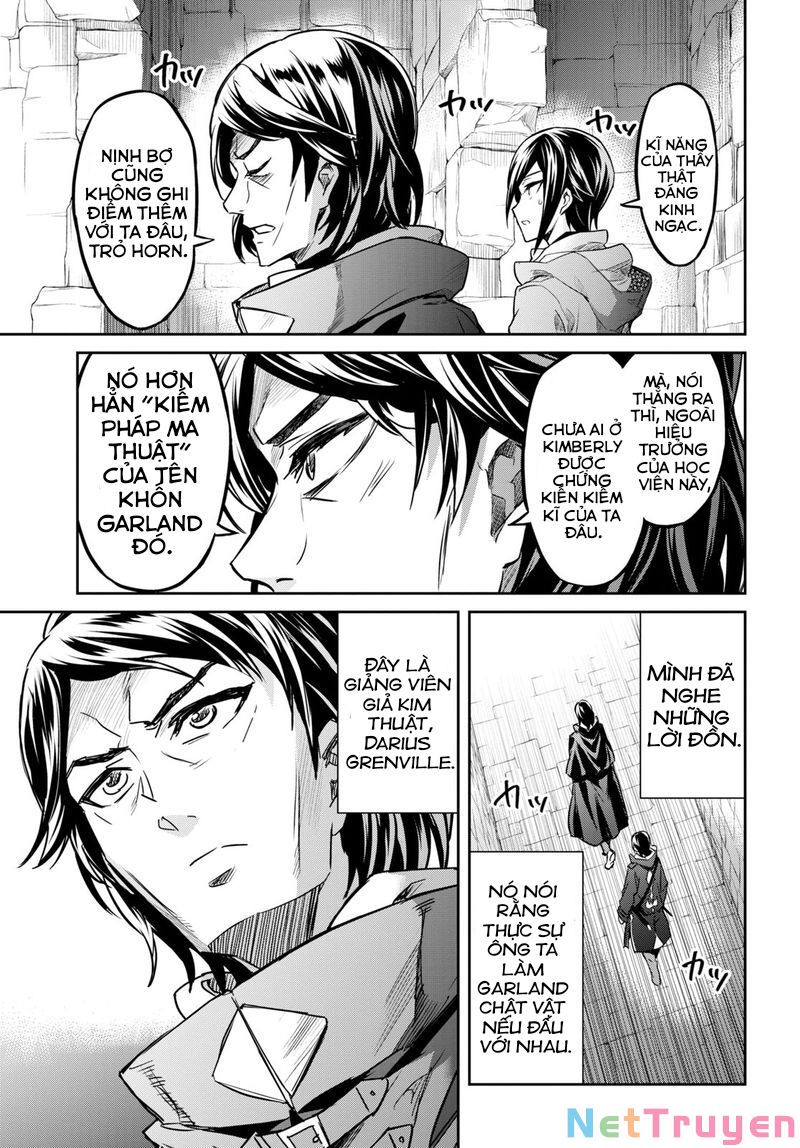 カッ
カッ
KĨ NĂNG
CỦA THẦY
THẬT
ĐÁNG
KINH
NGẠC.
NỊNH BỢ
CŨNG
KHÔNG GHI
ĐIỂM THÊM
VỚI TA ĐÂU,
TRÒ HORN.
MÀ, NÓI
THẲNG RA
THÌ, NGOÀI
HIỆU
TRƯỞNG
CỦA HỌC
VIỆN NÀY,
CHƯA AI Ở
KIMBERLY
ĐƯỢC
CHỨNG
KIẾN KIẾM
KĨ CỦA TA
ĐÂU.
NÓ HƠN
HẲN “KIẾM
PHÁP MA
THUẬT”
CỦA TÊN
KHỐN
GARLAND
ĐÓ.
MÌNH ĐÃ
NGHE
NHỮNG
LỜI ĐỒN.
カッ
カッ
NÓ NÓI
RẰNG
THỰC SỰ
ÔNG TA
LÀM
GARLAND
CHẬT VẬT
NẾU ĐẤU
VỚI NHAU.
ĐÂY LÀ
GIẢNG VIÊN
GIẢ KIM
THUẬT,
DARIUS
GRENVILLE.
NetTruyen